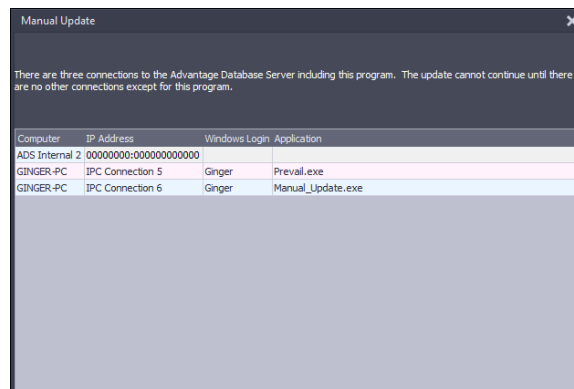 Manual Update
There are three connections to the Advantage Database Server including this program. The update cannot continue until there
are no other connections except for this program.
Computer IP Address Windows Login Application
ADS Internal 2 00000000:000000000000
GINGER-PC IPC Connection 5 Ginger Prevail.exe
GINGER-PC IPC Connection 6 Ginger Manual_Update.exe